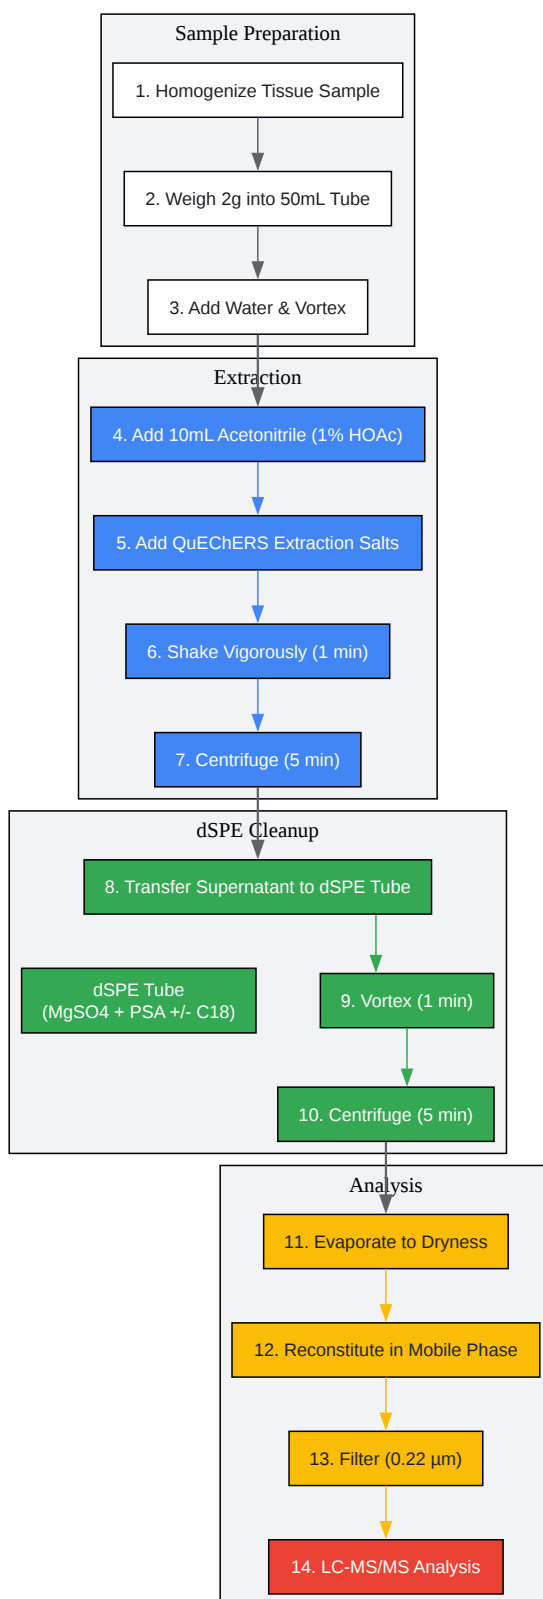 Sample Preparation
1. Homogenize Tissue Sample
2. Weigh 2g into 50mL Tube
3. Add Water & Vortex
Extraction
4. Add 10mL Acetonitrile (1% HOAc)
5. Add QuEChERS Extraction Salts
6. Shake Vigorously (1 min)
7. Centrifuge (5 min)
dSPE Cleanup
8. Transfer Supernatant to dSPE Tube
dSPE Tube
(MgSO4 + PSA +/- C18)
9. Vortex (1 min)
10. Centrifuge (5 min)
Analysis
11. Evaporate to Dryness
12. Reconstitute in Mobile Phase
13. Filter (0.22 µm)
14. LC-MS/MS Analysis